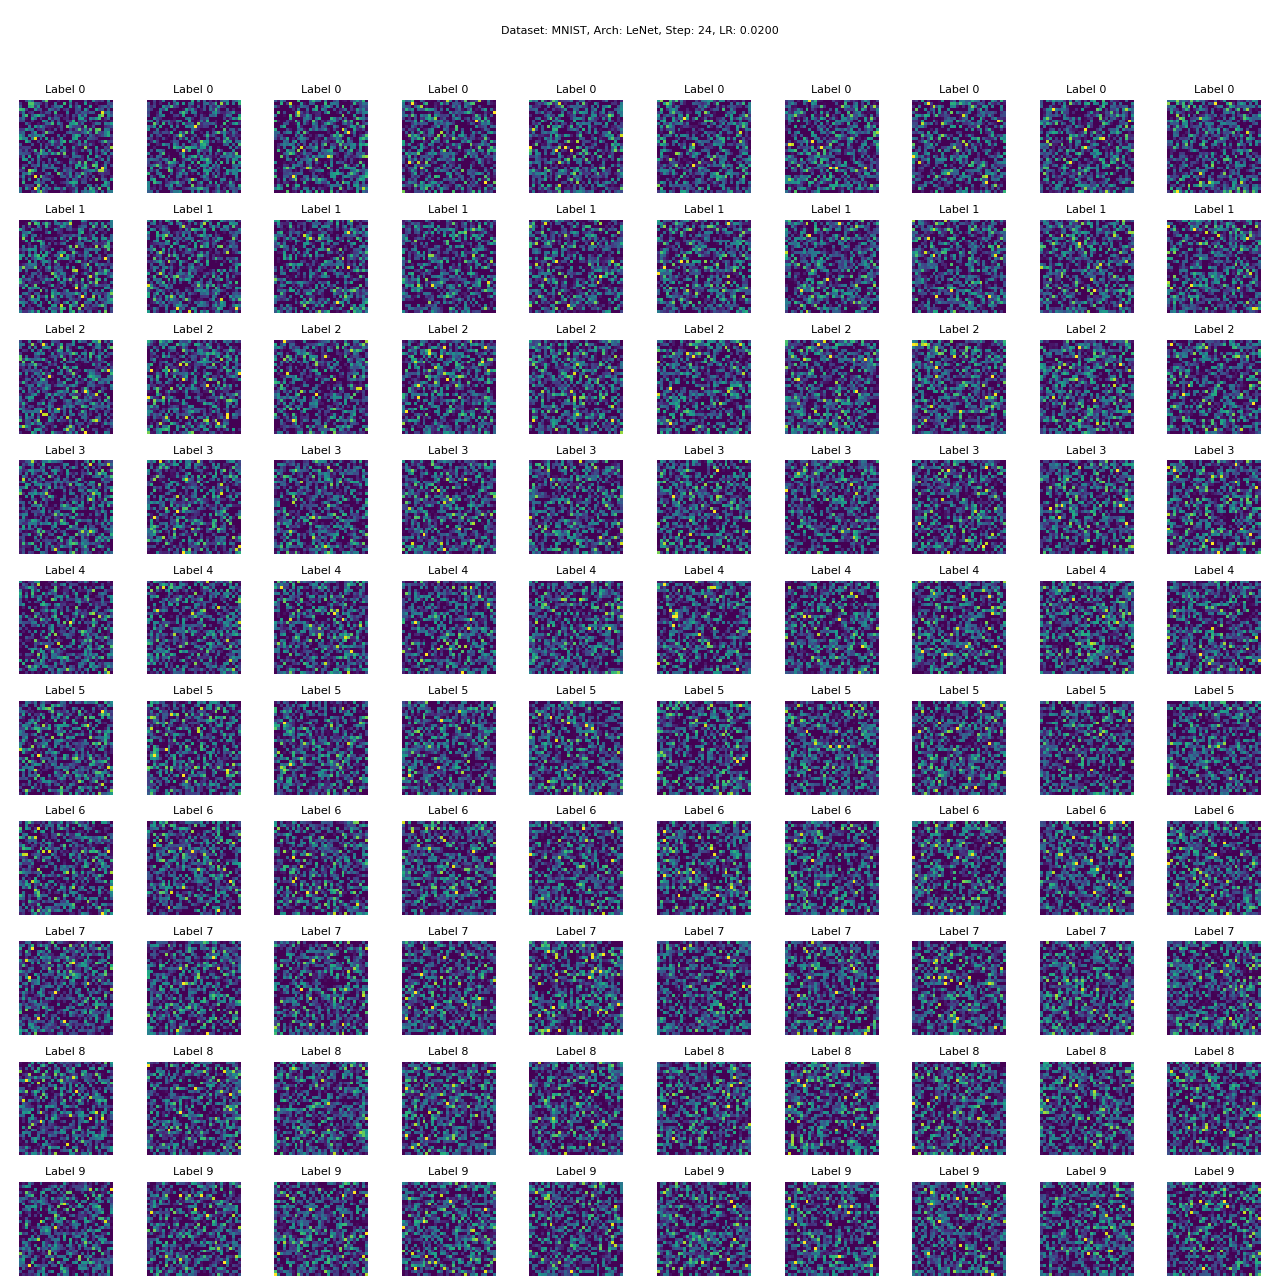 Dataset: MNIST, Arch: LeNet, Step: 24, LR: 0.0200
Label 0 Label 0 Label 0 Label 0 Label 0 Label 0 Label 0 Label 0 Label 0 Label 0
Label 1 Label 1 Label 1 Label 1 Label 1 Label 1 Label 1 Label 1 Label 1 Label 1
Label 2 Label 2 Label 2 Label 2 Label 2 Label 2 Label 2 Label 2 Label 2 Label 2
Label 3 Label 3 Label 3 Label 3 Label 3 Label 3 Label 3 Label 3 Label 3 Label 3
Label 4 Label 4 Label 4 Label 4 Label 4 Label 4 Label 4 Label 4 Label 4 Label 4
Label 5 Label 5 Label 5 Label 5 Label 5 Label 5 Label 5 Label 5 Label 5 Label 5
Label 6 Label 6 Label 6 Label 6 Label 6 Label 6 Label 6 Label 6 Label 6 Label 6
Label 7 Label 7 Label 7 Label 7 Label 7 Label 7 Label 7 Label 7 Label 7 Label 7
Label 8 Label 8 Label 8 Label 8 Label 8 Label 8 Label 8 Label 8 Label 8 Label 8
Label 9 Label 9 Label 9 Label 9 Label 9 Label 9 Label 9 Label 9 Label 9 Label 9